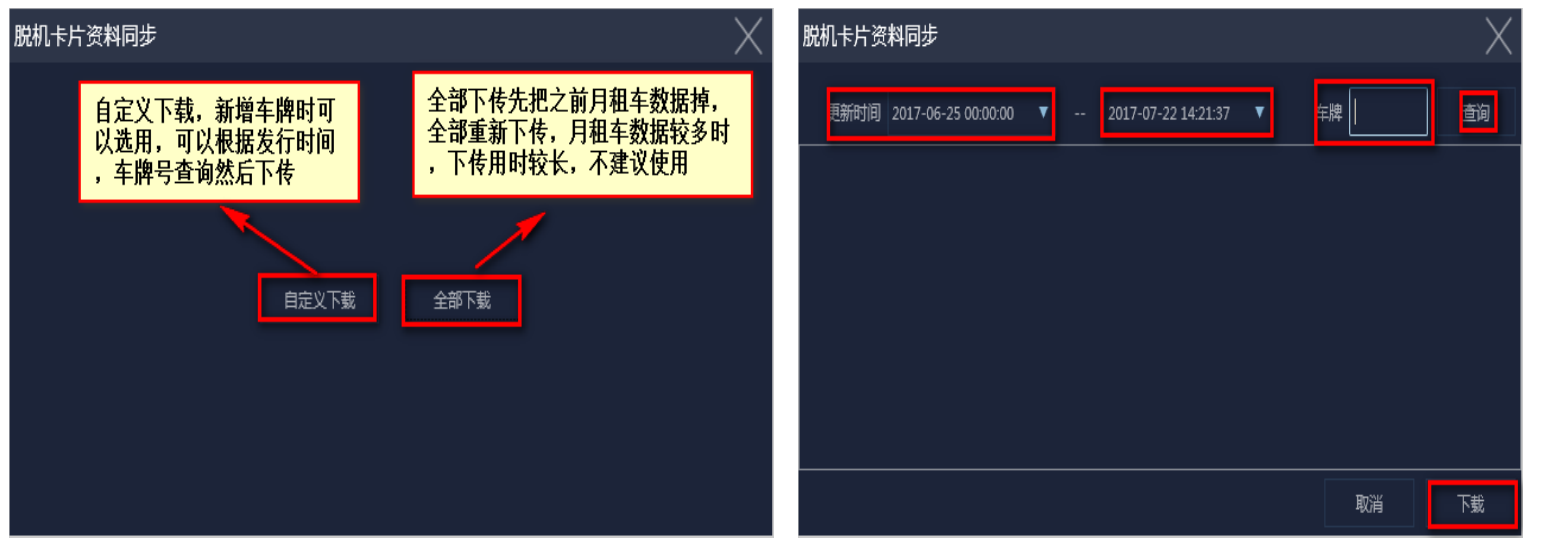 脱机卡片资料同步
自定义下载，新增车牌时可
以选用，可以根据发行时间
，车牌号查询然后下传
全部下传先把之前月租车数据掉，
全部重新下传，月租车数据较多时
，下传用时较长，不建议使用
自定义下载
全部下载
脱机卡片资料同步
更新时间 2017-06-25 00:00:00 -- 2017-07-22 14:21:37 车牌 查询
取消 下载